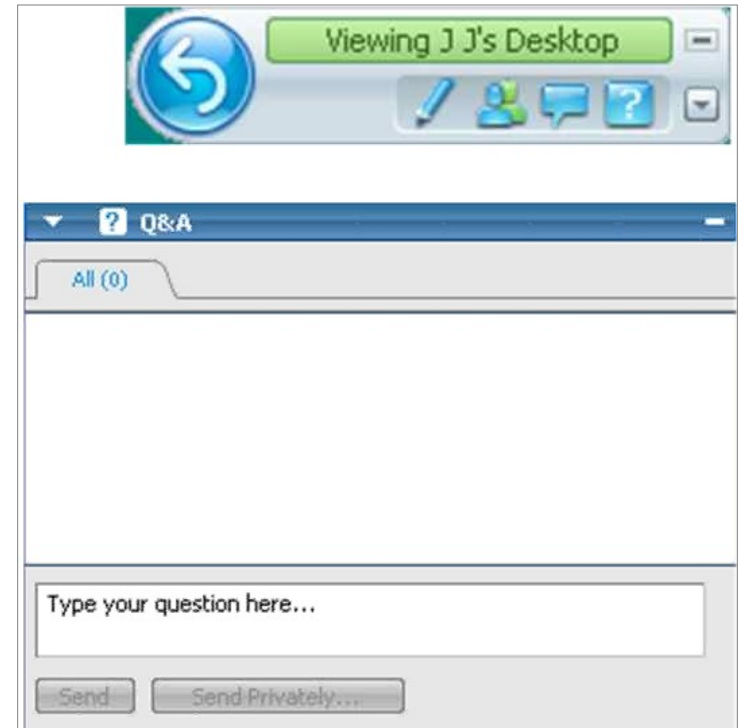 Viewing J J's Desktop
?
? Q&A
All (0)
Type your question here...
Send Send Privately...